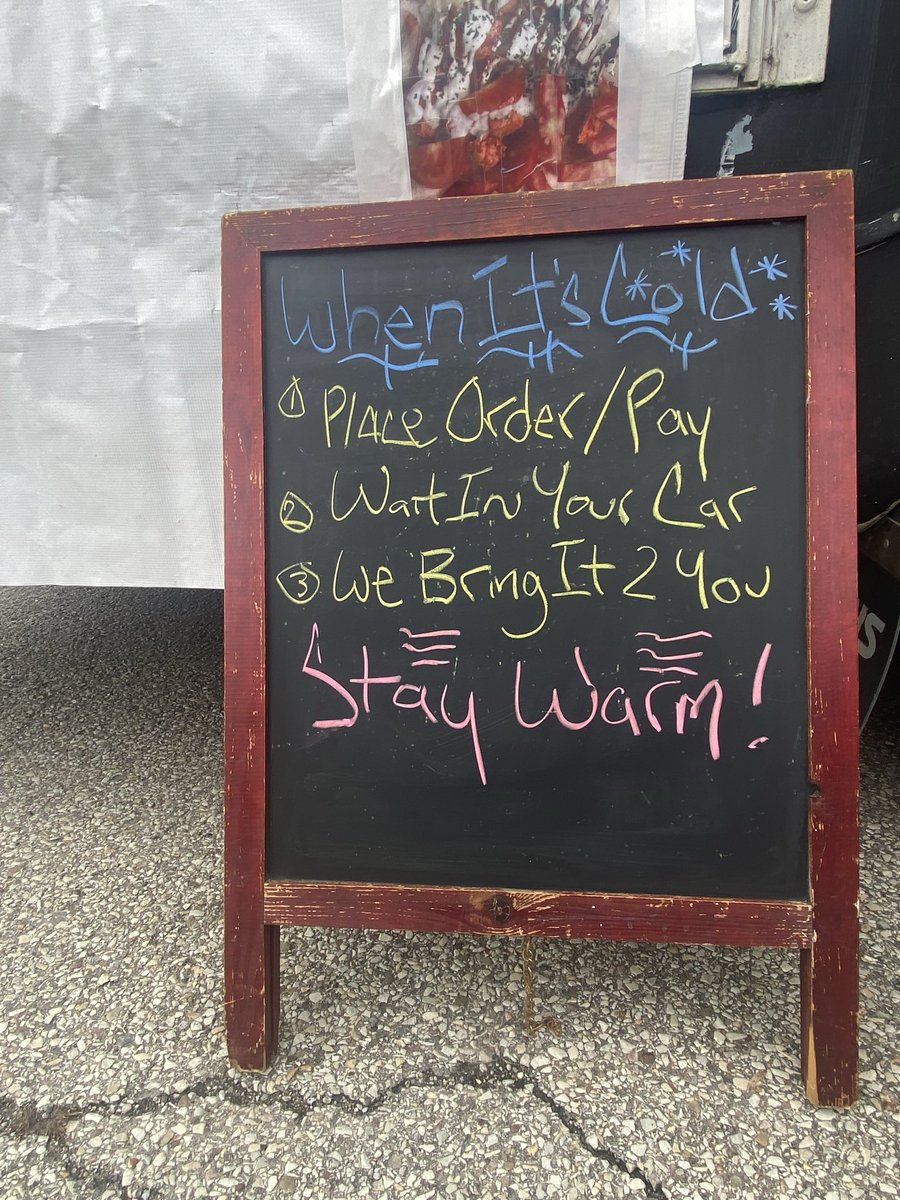 When It's Cold
① Place Order/Pay
② Wait In Your Car
③ We Bring It 2 You
Stay Warm!